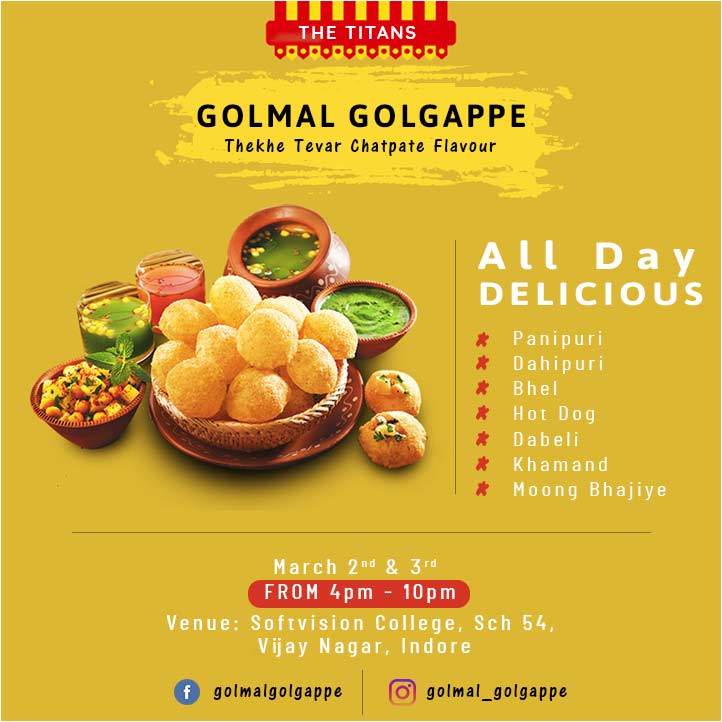 THE TITANS
GOLMAL GOLGAPPE
Thekhe Tevar Chatpate Flavour
All Day
DELICIOUS
Panipuri
Dahipuri
Bhel
Hot Dog
Dabeli
Khamand
Moong Bhajiye
March 2nd & 3rd
FROM 4pm - 10pm
Venue: Softvision College, Sch 54,
Vijay Nagar, Indore
golmalgolgappe
golmal_golgappe